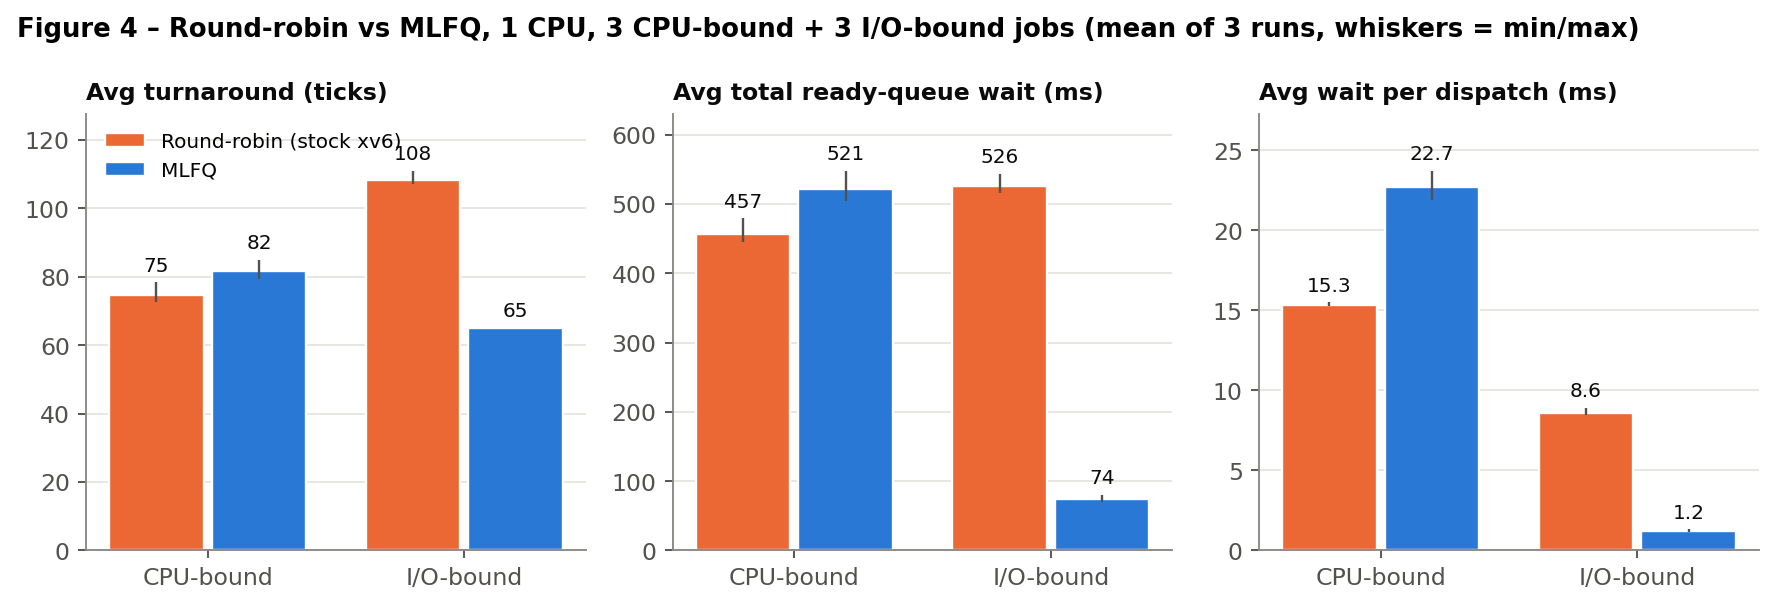 Figure 4 – Round-robin vs MLFQ, 1 CPU, 3 CPU-bound + 3 I/O-bound jobs (mean of 3 runs, whiskers = min/max)
Avg turnaround (ticks)
Round-robin (stock xv6)
MLFQ
120
100
80
60
40
20
0
75
82
108
65
CPU-bound
I/O-bound
Avg total ready-queue wait (ms)
600
500
400
300
200
100
0
457
521
526
74
CPU-bound
I/O-bound
Avg wait per dispatch (ms)
25
20
15
10
5
0
15.3
22.7
8.6
1.2
CPU-bound
I/O-bound